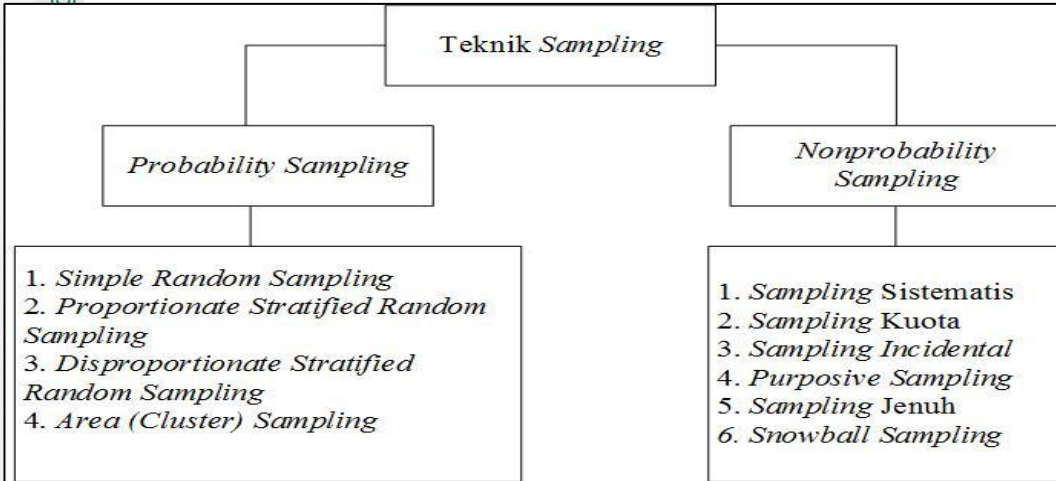 Teknik Sampling
Probability Sampling
Nonprobability
Sampling
1. Simple Random Sampling
2. Proportionate Stratified Random
Sampling
3. Disproportionate Stratified
Random Sampling
4. Area (Cluster) Sampling
1. Sampling Sistematis
2. Sampling Kuota
3. Sampling Incidental
4. Purposive Sampling
5. Sampling Jenuh
6. Snowball Sampling